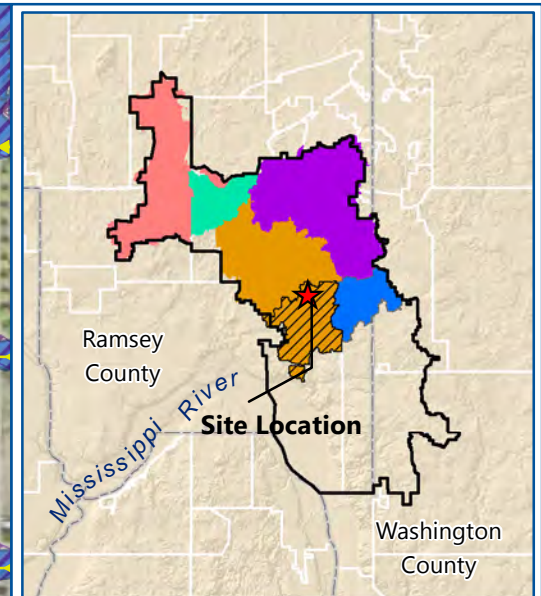 Ramsey
County
Mississippi River
Site Location
Washington
County